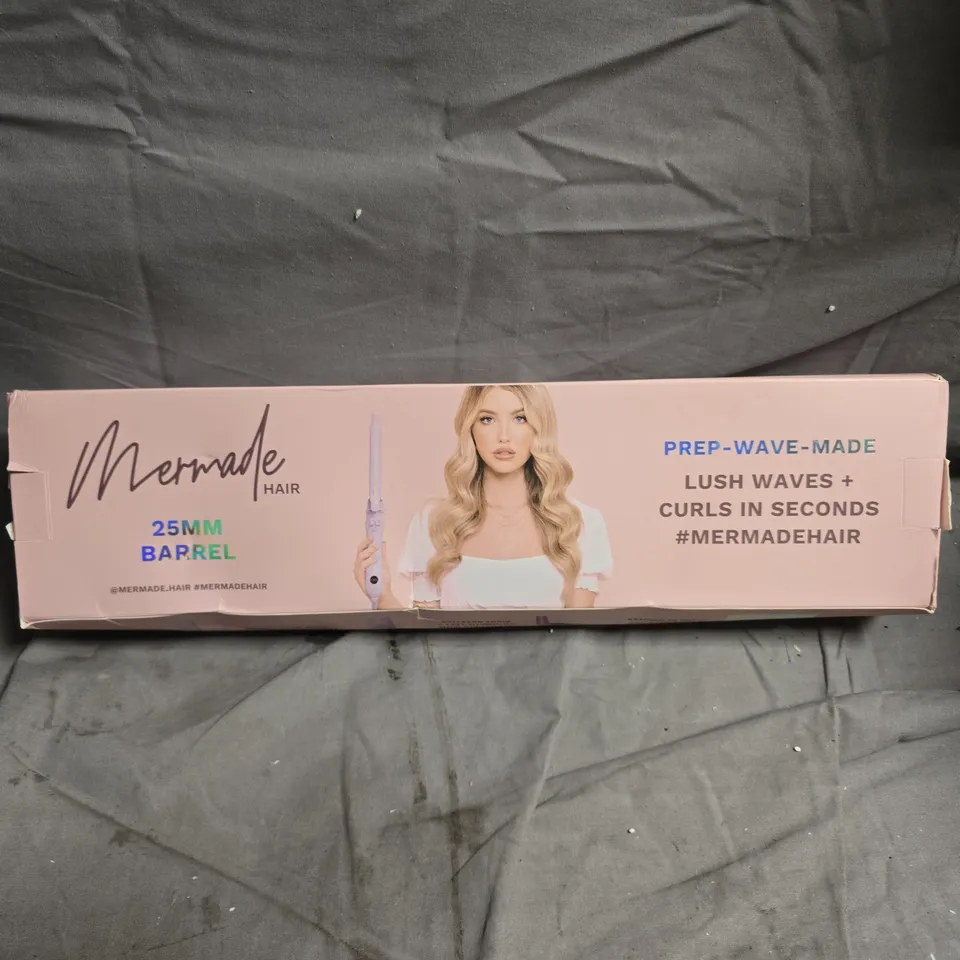 Mermade
HAIR
25MM
BARREL
@MERMADE.HAIR #MERMADEHAIR
PREP-WAVE-MADE
LUSH WAVES +
CURLS IN SECONDS
#MERMADEHAIR